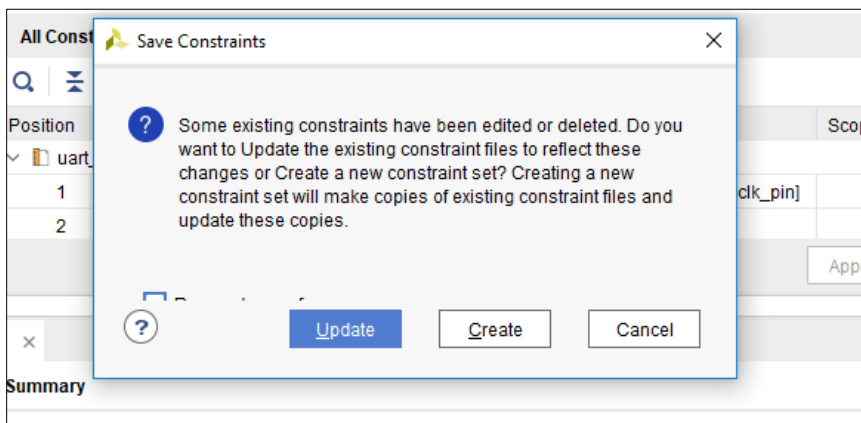 All Const
Save Constraints
Position
Scop
Some existing constraints have been edited or deleted. Do you
want to Update the existing constraint files to reflect these
changes or Create a new constraint set? Creating a new
constraint set will make copies of existing constraint files and
update these copies.
uart_
1
clk_pin]
2
Appl
Update
Create
Cancel
Summary